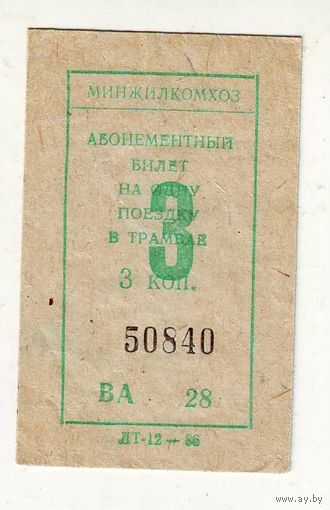 МИНЖИЛКОМХОЗ
АБОНЕМЕНТНЫЙ
БИЛЕТ
НА ОДНУ
ПОЕЗДКУ
В ТРАМВАЕ
3
3 КОП.
50840
ВА 28
ЛТ-12-86
www.ay.by